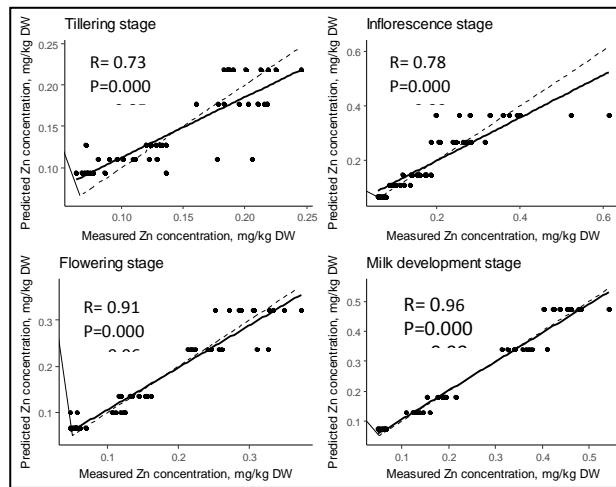 Tillering stage
Predicted Zn concentration, mg/kg DW
0.25
0.20
0.15
0.10
R= 0.73
P=0.000
0.10
0.15
0.20
0.25
Measured Zn concentration, mg/kg DW
Inflorescence stage
Predicted Zn concentration, mg/kg DW
0.6
0.4
0.2
R= 0.78
P=0.000
0.2
0.4
0.6
Measured Zn concentration, mg/kg DW
Flowering stage
Predicted Zn concentration, mg/kg DW
0.3
0.2
0.1
R= 0.91
P=0.000
0.1
0.2
0.3
Measured Zn concentration, mg/kg DW
Milk development stage
Predicted Zn concentration, mg/kg DW
0.5
0.4
0.3
0.2
0.1
R= 0.96
P=0.000
0.1
0.2
0.3
0.4
0.5
Measured Zn concentration, mg/kg DW